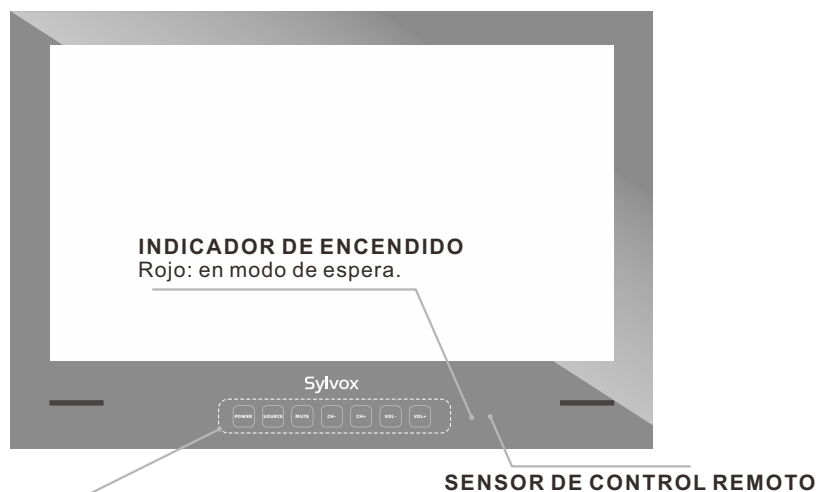 INDICADOR DE ENCENDIDO
Rojo: en modo de espera.
Sylvox
POWER SOURCE MUTE CH- CH+ VOL- VOL+
SENSOR DE CONTROL REMOTO